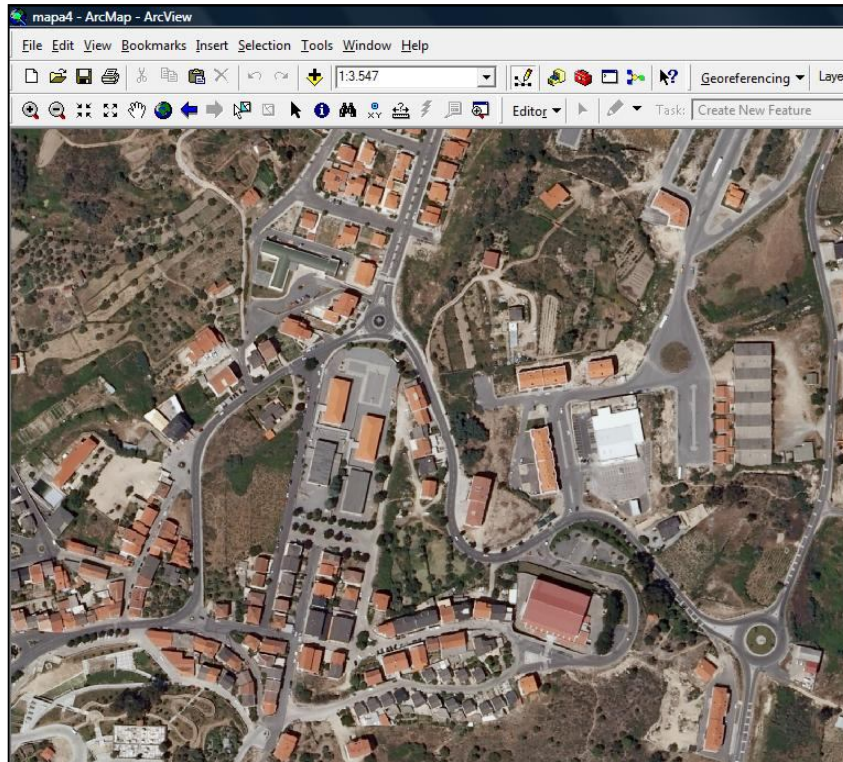 mapa4 - ArcMap - ArcView
File Edit View Bookmarks Insert Selection Tools Window Help
1:3.547 Georeferencing Laye
Editor Task: Create New Feature